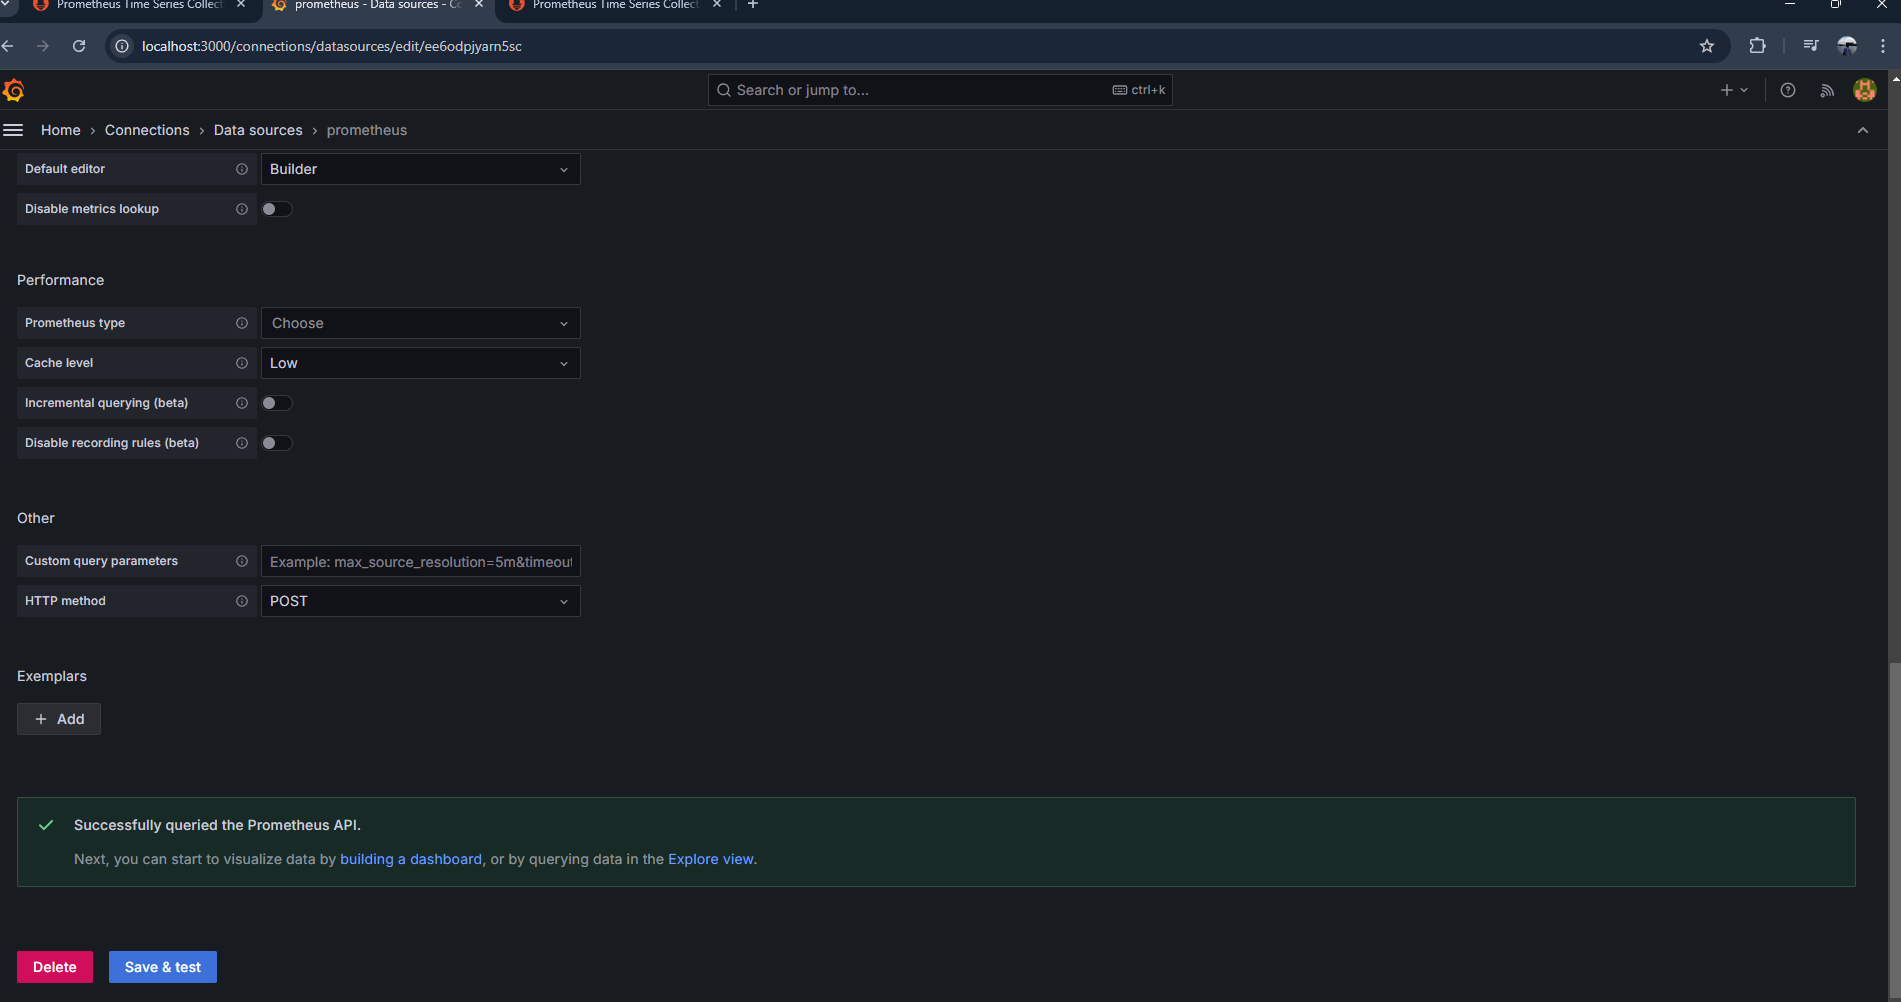 Prometheus Time Series Collect
prometheus - Data sources - Co
Prometheus Time Series Collect
localhost:3000/connections/datasources/edit/ee6odpjyarn5sc
Search or jump to... ctrl+k
Home › Connections › Data sources › prometheus
Default editor Builder
Disable metrics lookup
Performance
Prometheus type Choose
Cache level Low
Incremental querying (beta)
Disable recording rules (beta)
Other
Custom query parameters Example: max_source_resolution=5m&timeout
HTTP method POST
Exemplars
+ Add
Successfully queried the Prometheus API.
Next, you can start to visualize data by building a dashboard, or by querying data in the Explore view.
Delete Save & test